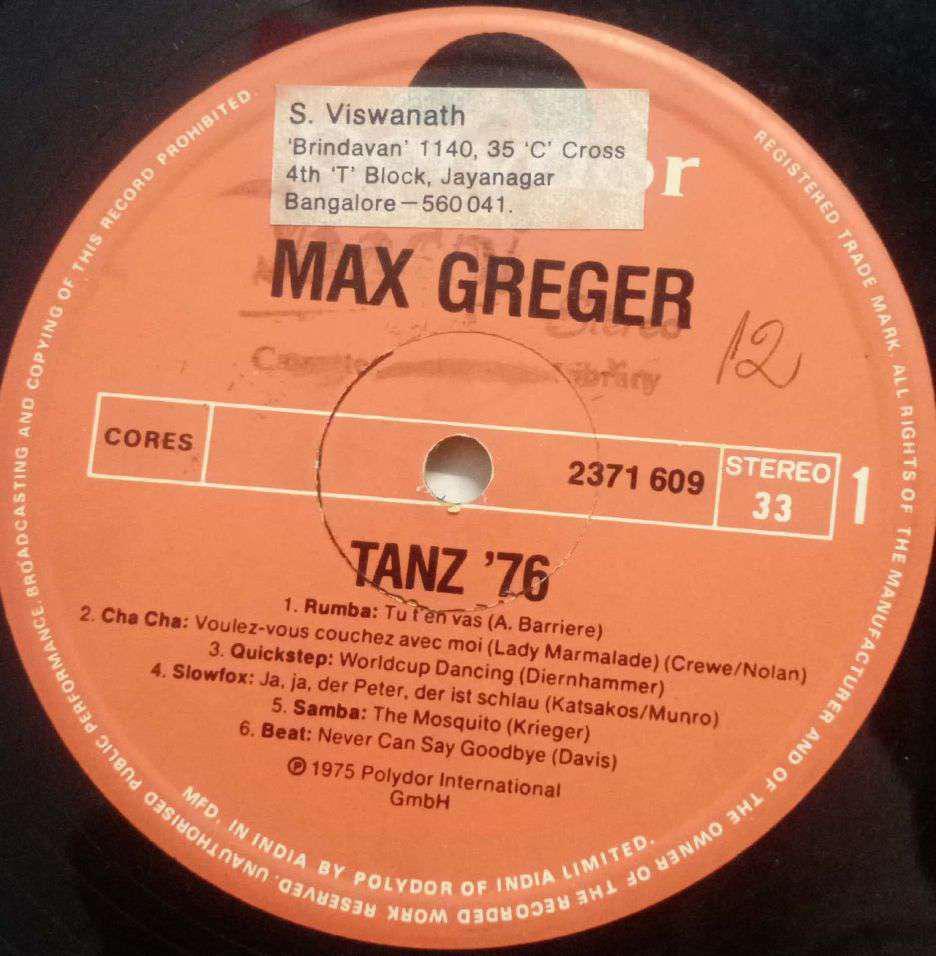 S. Viswanath
'Brindavan' 1140, 35 'C' Cross
4th 'T' Block, Jayanagar
Bangalore – 560 041.
MAX GREGER
Stereo
12
CORES
2371 609
STEREO
33
1
TANZ '76
1. Rumba: Tu t'en vas (A. Barriere)
2. Cha Cha: Voulez-vous couchez avec moi (Lady Marmalade) (Crewe/Nolan)
3. Quickstep: Worldcup Dancing (Diernhammer)
4. Slowfox: Ja, ja, der Peter, der ist schlau (Katsakos/Munro)
5. Samba: The Mosquito (Krieger)
6. Beat: Never Can Say Goodbye (Davis)
℗ 1975 Polydor International
GmbH
MFD. IN INDIA BY POLYDOR OF INDIA LIMITED.
REGISTERED TRADE MARK. ALL RIGHTS OF THE MANUFACTURER AND OF THE OWNER OF THE RECORDED WORK RESERVED. UNAUTHORISED PUBLIC PERFORMANCE. BROADCASTING AND COPYING OF THIS RECORD PROHIBITED.